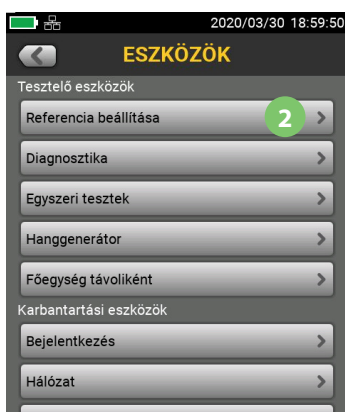 2020/03/30 18:59:50
ESZKÖZÖK
Tesztelő eszközök
Referencia beállítása
2
Diagnosztika
Egyszeri tesztek
Hanggenerátor
Főegység távoliként
Karbantartási eszközök
Bejelentkezés
Hálózat